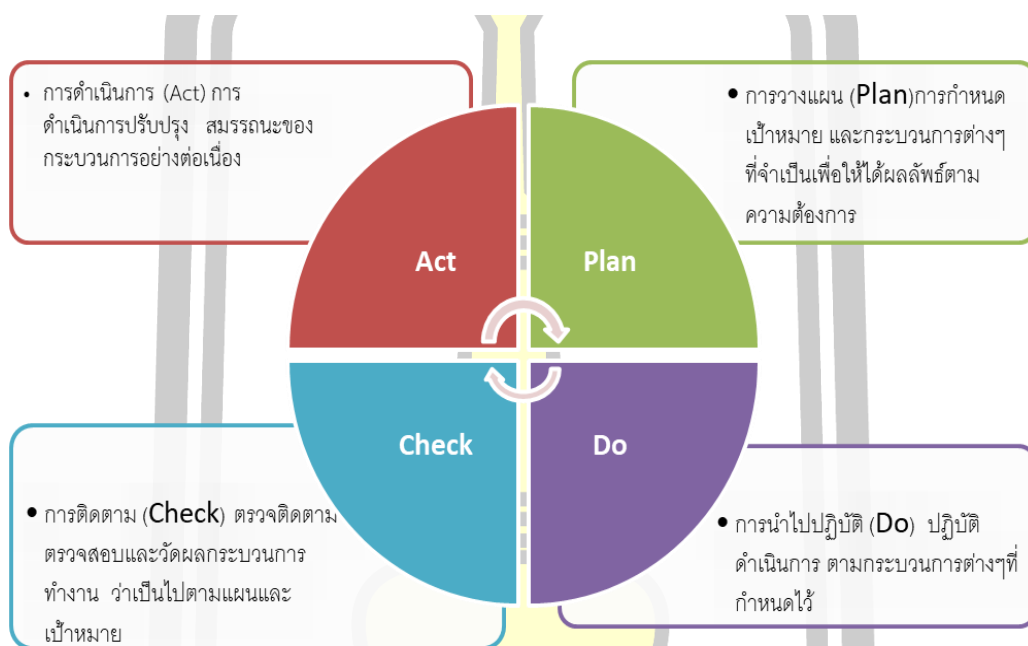 • การดำเนินการ (Act) การ
ดำเนินการปรับปรุง สมรรถนะของ
กระบวนการอย่างต่อเนื่อง
• การวางแผน (Plan)การกำหนด
เป้าหมาย และกระบวนการต่างๆ
ที่จำเป็นเพื่อให้ได้ผลลัพธ์ตาม
ความต้องการ
Act
Plan
Check
Do
• การติดตาม (Check) ตรวจติดตาม
ตรวจสอบและวัดผลกระบวนการ
ทำงาน ว่าเป็นไปตามแผนและ
เป้าหมาย
• การนำไปปฏิบัติ (Do) ปฏิบัติ
ดำเนินการ ตามกระบวนการต่างๆที่
กำหนดไว้